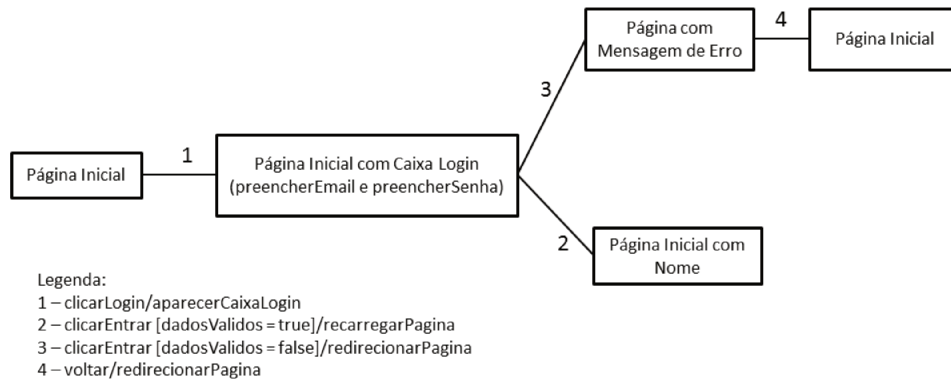 Página com
Mensagem de Erro
4
Página Inicial
3
Página Inicial
1
Página Inicial com Caixa Login
(preencherEmail e preencherSenha)
2
Página Inicial com
Nome
Legenda:
1 – clicarLogin/aparecerCaixaLogin
2 – clicarEntrar [dadosValidos = true]/recarregarPagina
3 – clicarEntrar [dadosValidos = false]/redirecionarPagina
4 – voltar/redirecionarPagina